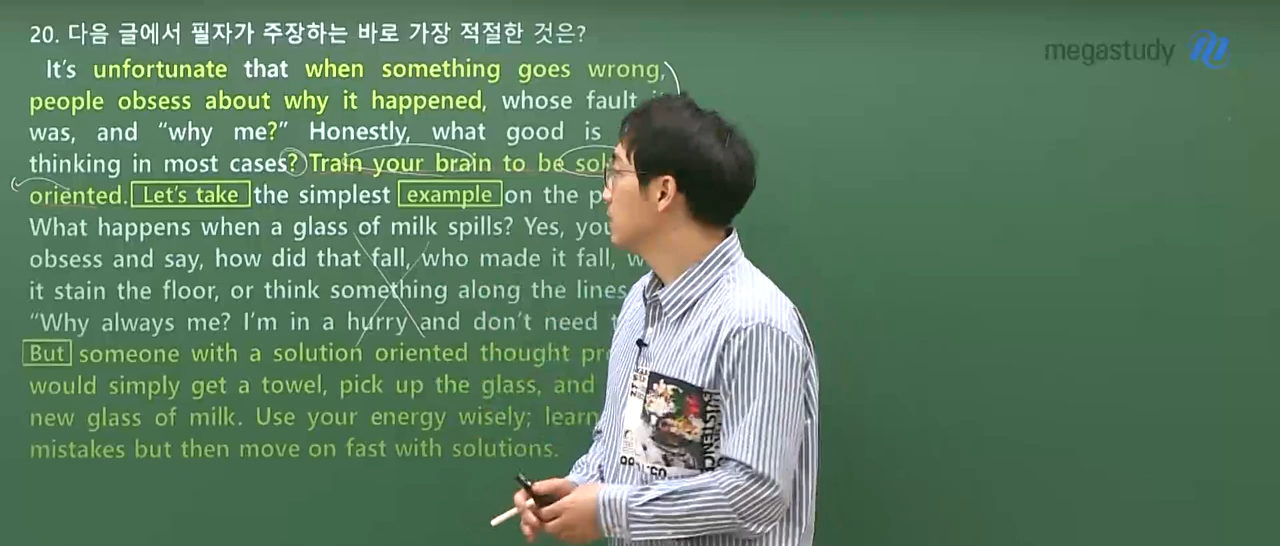 20. 다음 글에서 필자가 주장하는 바로 가장 적절한 것은?
megastudy
It's unfortunate that when something goes wrong,
people obsess about why it happened, whose fault
was, and “why me?” Honestly, what good is
thinking in most cases? Train your brain to be
oriented. Let's take the simplest example on the
What happens when a glass of milk spills? Yes,
obsess and say, how did that fall, who made it fall,
it stain the floor, or think something along the lines
“Why always me? I'm in a hurry and don't need
But someone with a solution oriented thought
would simply get a towel, pick up the glass, and
new glass of milk. Use your energy wisely; learn
mistakes but then move on fast with solutions.